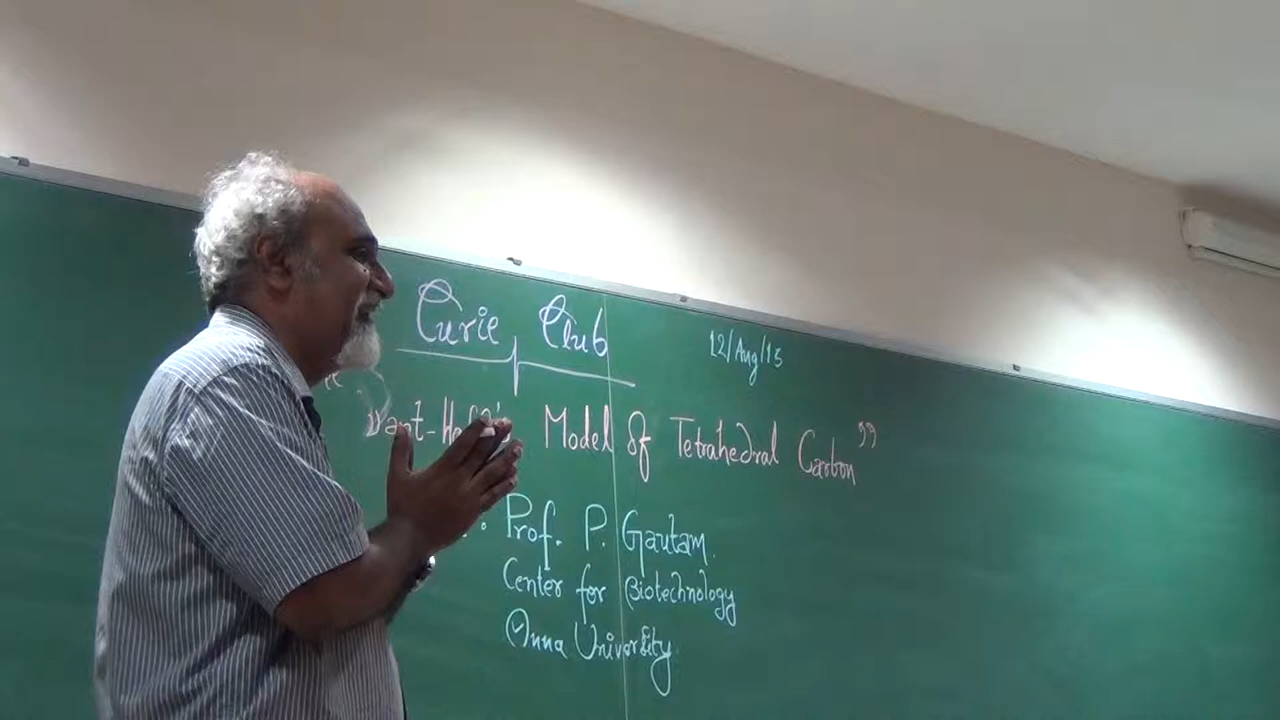 Curie Club
12/Aug/15
Model of Tetrahedral Carbon”
: Prof. P. Gautam.
Center for Biotechnology
Anna University